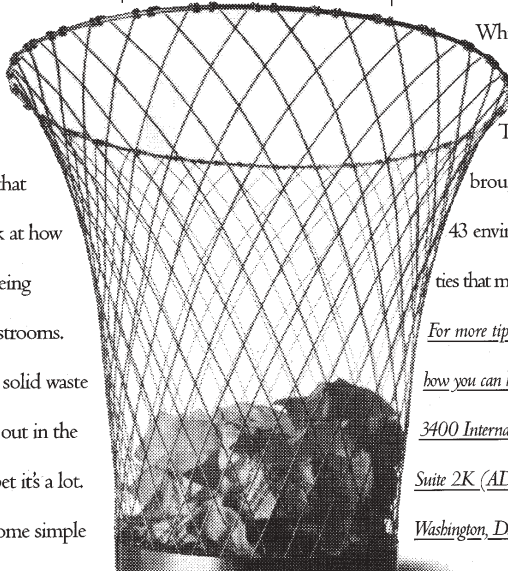 hat
k at how
eing
strooms.
solid waste
out in the
et it's a lot.
ome simple
Wh
T
brou
43 envir
ties that m
For more tip
how you can
3400 Interna
Suite 2K (AD
Washington, D